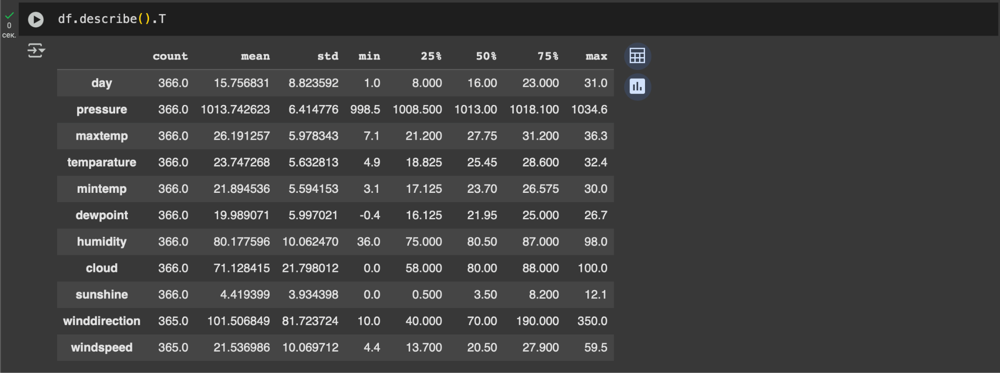 df.describe().T
0
сек.
count mean std min 25% 50% 75% max
day 366.0 15.756831 8.823592 1.0 8.000 16.00 23.000 31.0
pressure 366.0 1013.742623 6.414776 998.5 1008.500 1013.00 1018.100 1034.6
maxtemp 366.0 26.191257 5.978343 7.1 21.200 27.75 31.200 36.3
temparature 366.0 23.747268 5.632813 4.9 18.825 25.45 28.600 32.4
mintemp 366.0 21.894536 5.594153 3.1 17.125 23.70 26.575 30.0
dewpoint 366.0 19.989071 5.997021 -0.4 16.125 21.95 25.000 26.7
humidity 366.0 80.177596 10.062470 36.0 75.000 80.50 87.000 98.0
cloud 366.0 71.128415 21.798012 0.0 58.000 80.00 88.000 100.0
sunshine 366.0 4.419399 3.934398 0.0 0.500 3.50 8.200 12.1
winddirection 365.0 101.506849 81.723724 10.0 40.000 70.00 190.000 350.0
windspeed 365.0 21.536986 10.069712 4.4 13.700 20.50 27.900 59.5